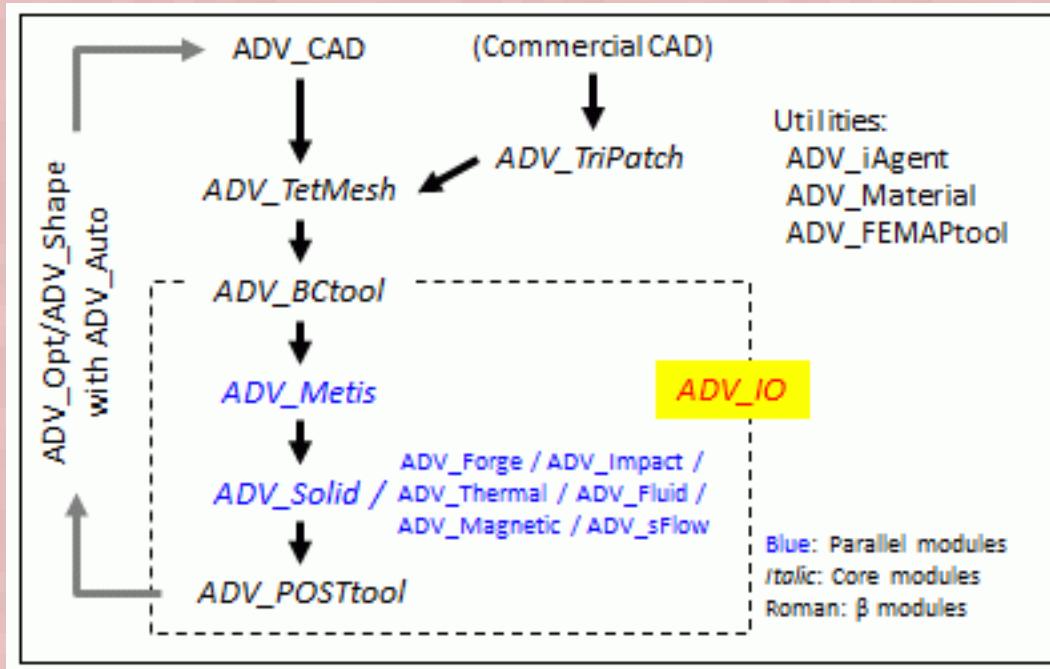 ADV_CAD
(Commercial CAD)
ADV_TriPatch
ADV_TetMesh
Utilities:
ADV_iAgent
ADV_Material
ADV_FEMAPtool
ADV_Opt/ADV_Shape
with ADV_Auto
ADV_BCtool
ADV_Metis
ADV_IO
ADV_Solid /
ADV_Forge / ADV_Impact /
ADV_Thermal / ADV_Fluid /
ADV_Magnetic / ADV_sFlow
ADV_POSTtool
Blue: Parallel modules
Italic: Core modules
Roman: β modules